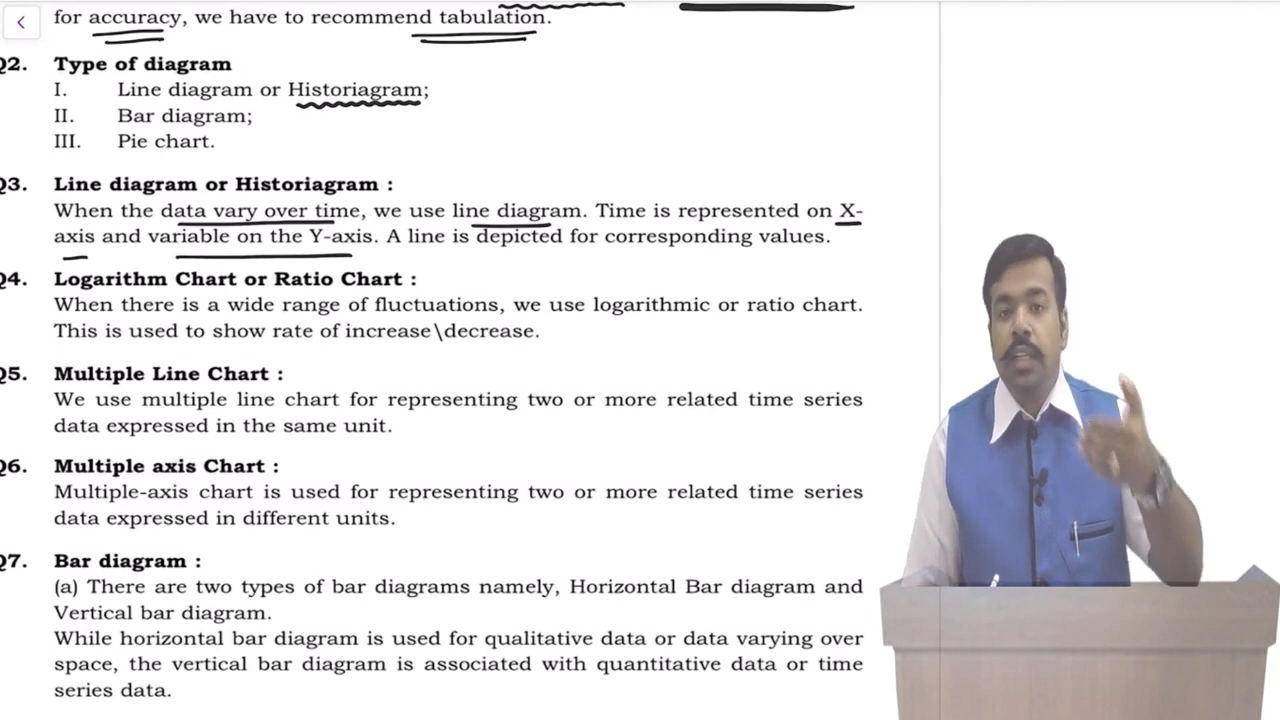 for accuracy, we have to recommend tabulation.
Q2. Type of diagram
I. Line diagram or Historiagram;
II. Bar diagram;
III. Pie chart.
Q3. Line diagram or Historiagram :
When the data vary over time, we use line diagram. Time is represented on X-
axis and variable on the Y-axis. A line is depicted for corresponding values.
Q4. Logarithm Chart or Ratio Chart :
When there is a wide range of fluctuations, we use logarithmic or ratio chart.
This is used to show rate of increase\decrease.
Q5. Multiple Line Chart :
We use multiple line chart for representing two or more related time series
data expressed in the same unit.
Q6. Multiple axis Chart :
Multiple-axis chart is used for representing two or more related time series
data expressed in different units.
Q7. Bar diagram :
(a) There are two types of bar diagrams namely, Horizontal Bar diagram and
Vertical bar diagram.
While horizontal bar diagram is used for qualitative data or data varying over
space, the vertical bar diagram is associated with quantitative data or time
series data.